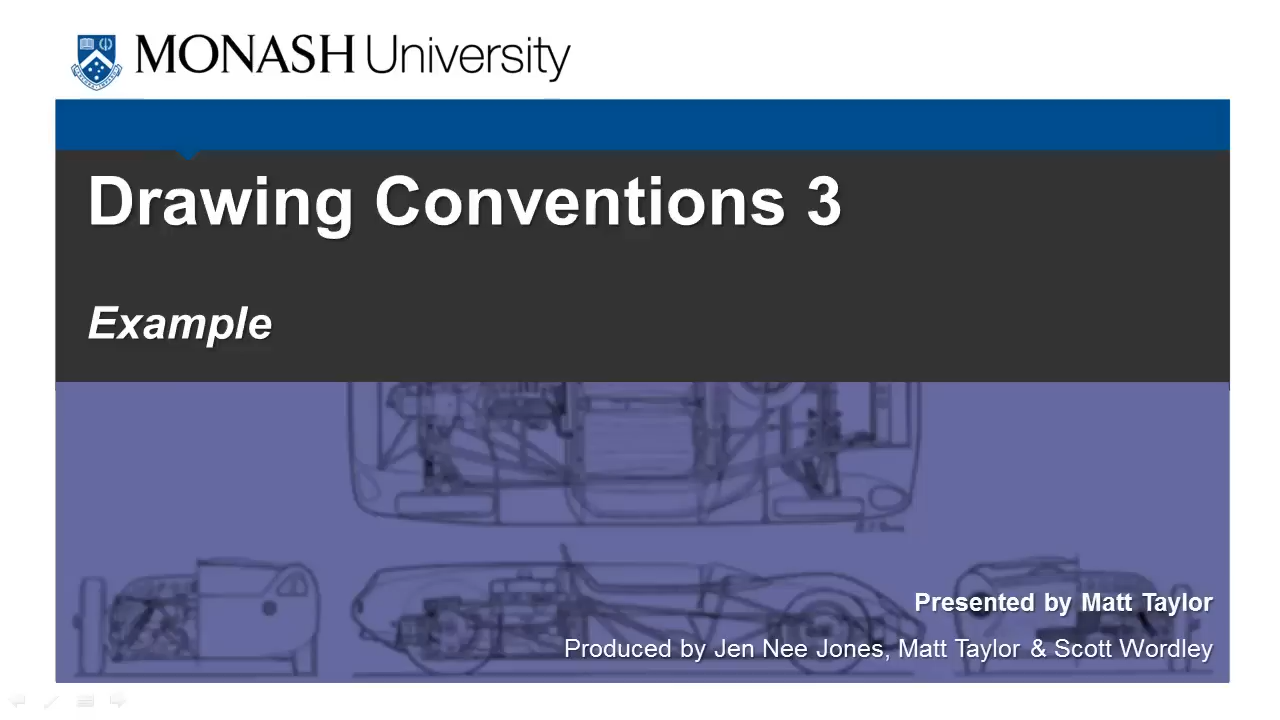 MONASH University
Drawing Conventions 3
Example
Presented by Matt Taylor
Produced by Jen Nee Jones, Matt Taylor & Scott Wordley